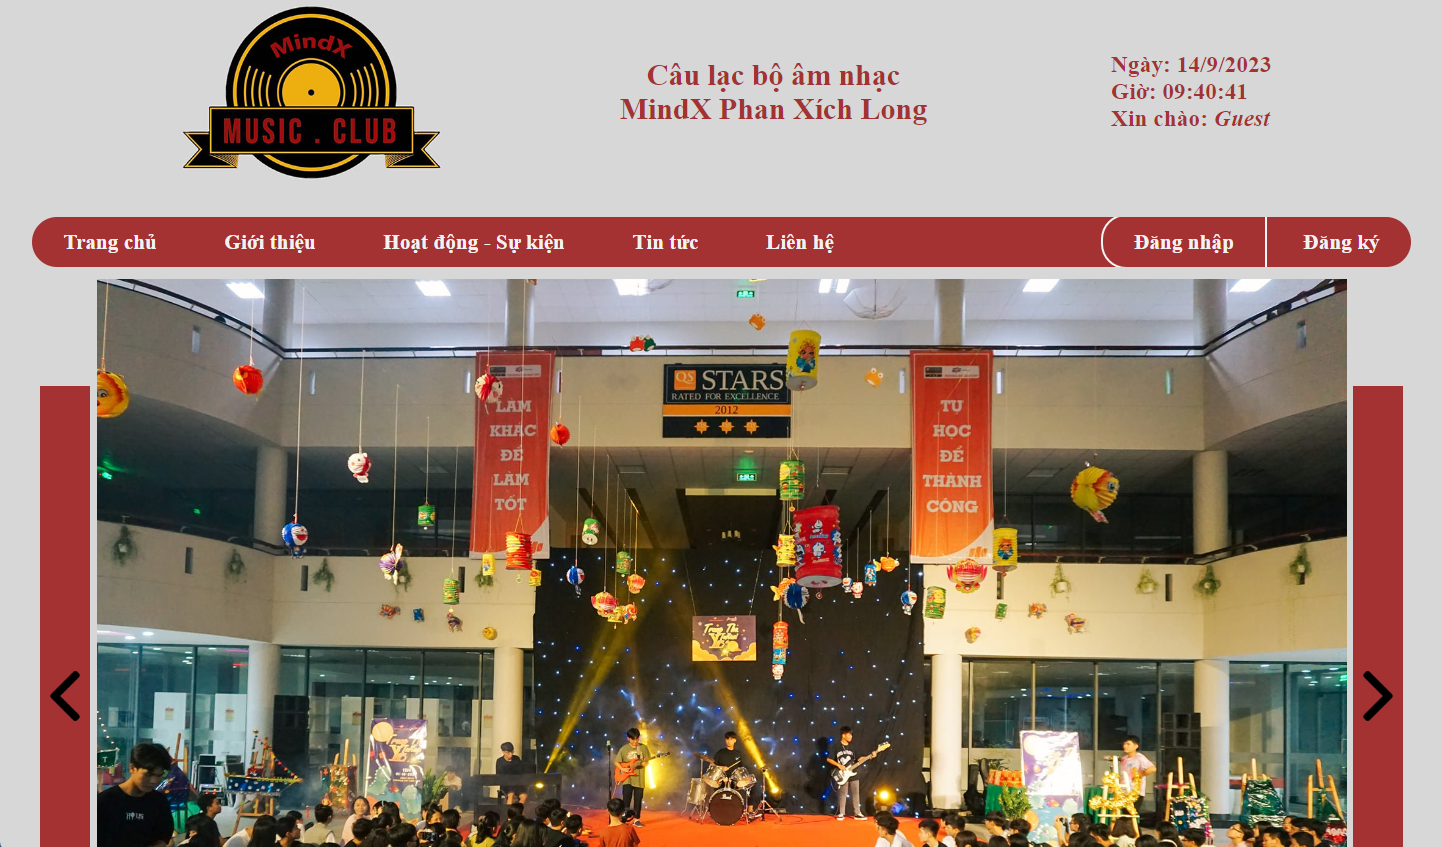 MindX
MUSIC . CLUB
Câu lạc bộ âm nhạc
MindX Phan Xích Long
Ngày: 14/9/2023
Giờ: 09:40:41
Xin chào: Guest
Trang chủ
Giới thiệu
Hoạt động - Sự kiện
Tin tức
Liên hệ
Đăng nhập
Đăng ký
LÀM
KHÁC
ĐỂ
LÀM
TỐT
QS STARS
RATED FOR EXCELLENCE
2012
TỰ
HỌC
ĐỂ
THÀNH
CÔNG